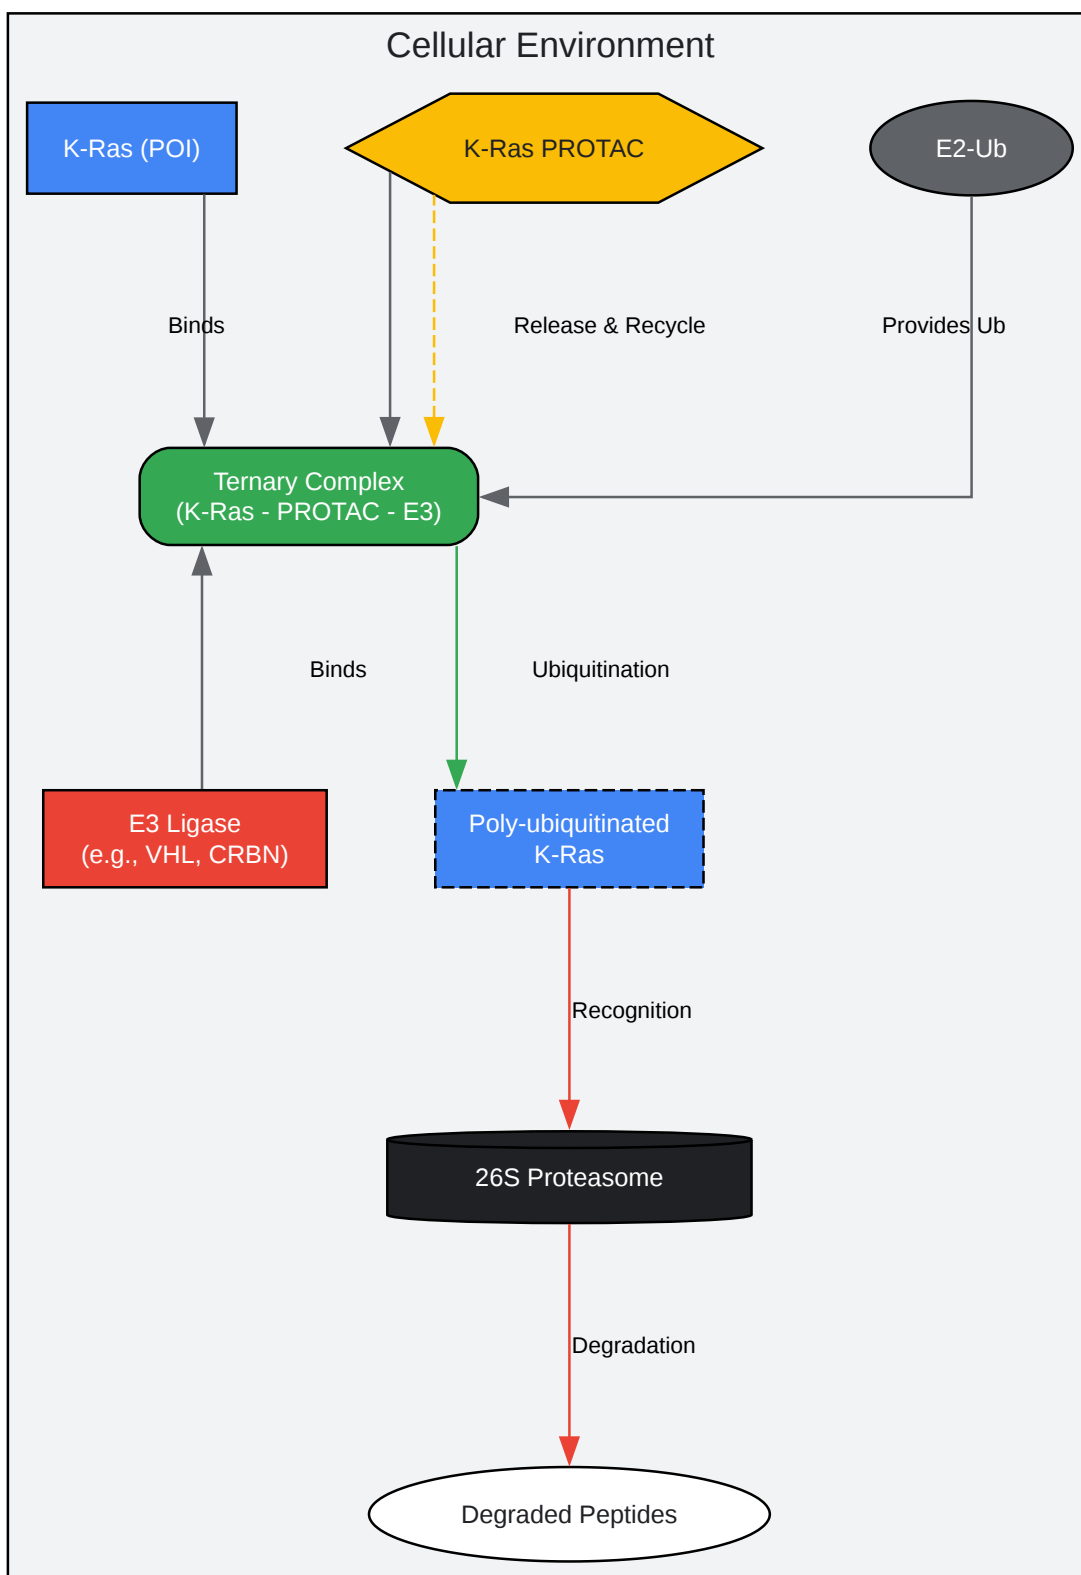 Cellular Environment
K-Ras (POI)
K-Ras PROTAC
E2-Ub
Binds
Release & Recycle
Provides Ub
Ternary Complex
(K-Ras - PROTAC - E3)
Binds
Ubiquitination
E3 Ligase
(e.g., VHL, CRBN)
Poly-ubiquitinated
K-Ras
Recognition
26S Proteasome
Degradation
Degraded Peptides